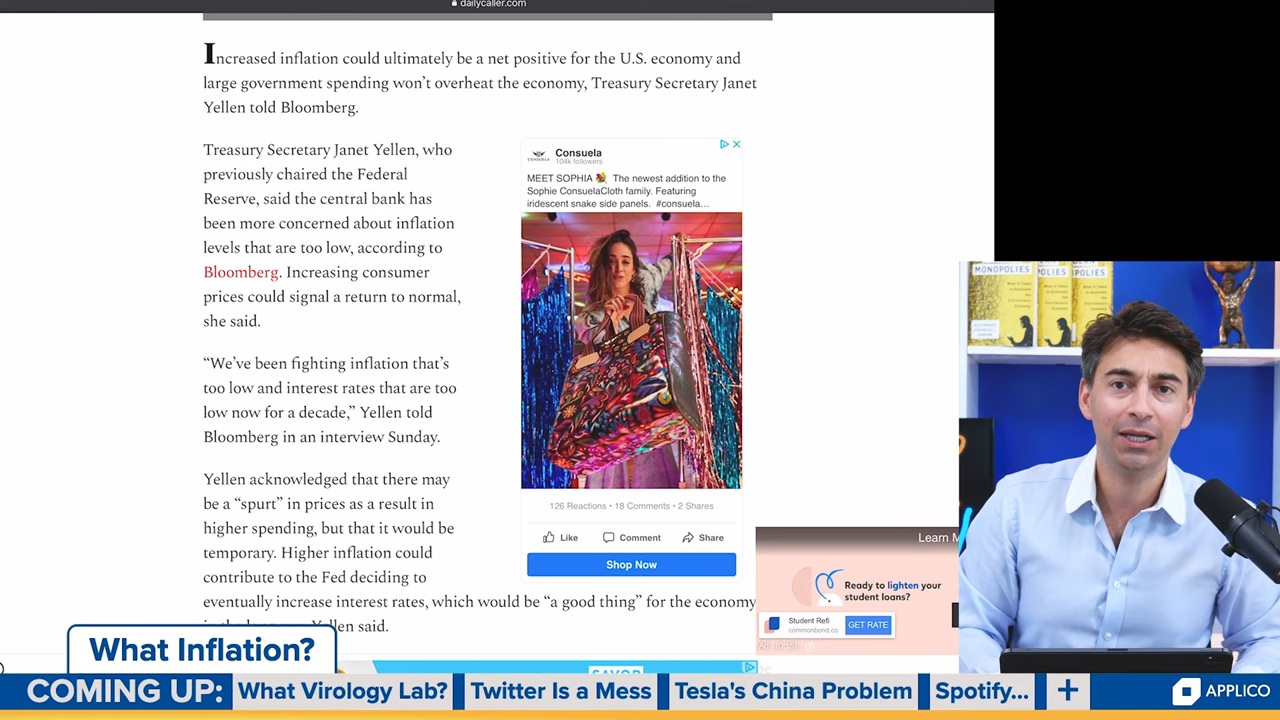 dailycaller.com
Increased inflation could ultimately be a net positive for the U.S. economy and
large government spending won't overheat the economy, Treasury Secretary Janet
Yellen told Bloomberg.
Treasury Secretary Janet Yellen, who
previously chaired the Federal
Reserve, said the central bank has
been more concerned about inflation
levels that are too low, according to
Bloomberg. Increasing consumer
prices could signal a return to normal,
she said.
“We've been fighting inflation that's
too low and interest rates that are too
low now for a decade,” Yellen told
Bloomberg in an interview Sunday.
Yellen acknowledged that there may
be a “spurt” in prices as a result in
higher spending, but that it would be
temporary. Higher inflation could
contribute to the Fed deciding to
eventually increase interest rates, which would be “a good thing” for the economy
Yellen said.
Consuela
104k followers
MEET SOPHIA The newest addition to the
Sophie ConsuelaCloth family. Featuring
iridescent snake side panels. #consuela...
126 Reactions • 18 Comments • 2 Shares
Like Comment Share
Shop Now
Learn M
Ready to lighten your
student loans?
Student Refi
commonbond.co
GET RATE
Ad (0:15)
MONOPOLIES
POLIES
OPOLIES
SAVOR
What Inflation?
COMING UP: What Virology Lab? Twitter Is a Mess Tesla's China Problem Spotify... +
APPLICO